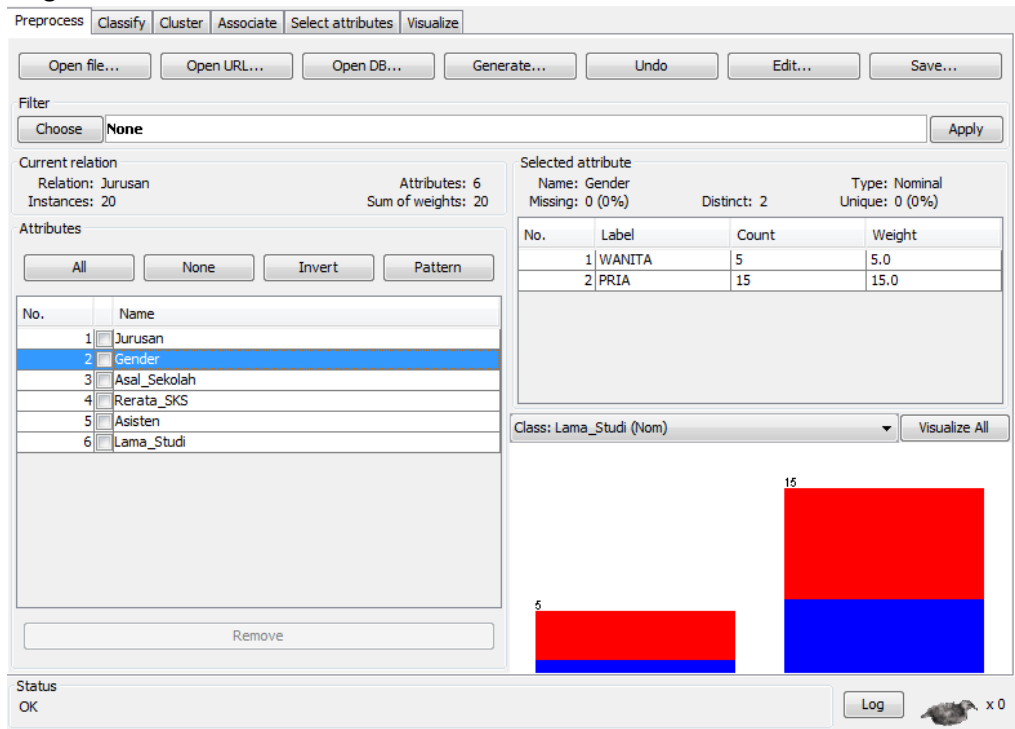 Preprocess Classify Cluster Associate Select attributes Visualize
Open file... Open URL... Open DB... Generate... Undo Edit... Save...
Filter
Choose None Apply
Current relation
Relation: Jurusan Attributes: 6
Instances: 20 Sum of weights: 20
Selected attribute
Name: Gender Type: Nominal
Missing: 0 (0%) Distinct: 2 Unique: 0 (0%)
Attributes
All None Invert Pattern
No. Name
1 Jurusan
2 Gender
3 Asal_Sekolah
4 Rerata_SKS
5 Asisten
6 Lama_Studi
Remove
No. Label Count Weight
1 WANITA 5 5.0
2 PRIA 15 15.0
Class: Lama_Studi (Nom) Visualize All
15
5
Status
OK
Log x 0